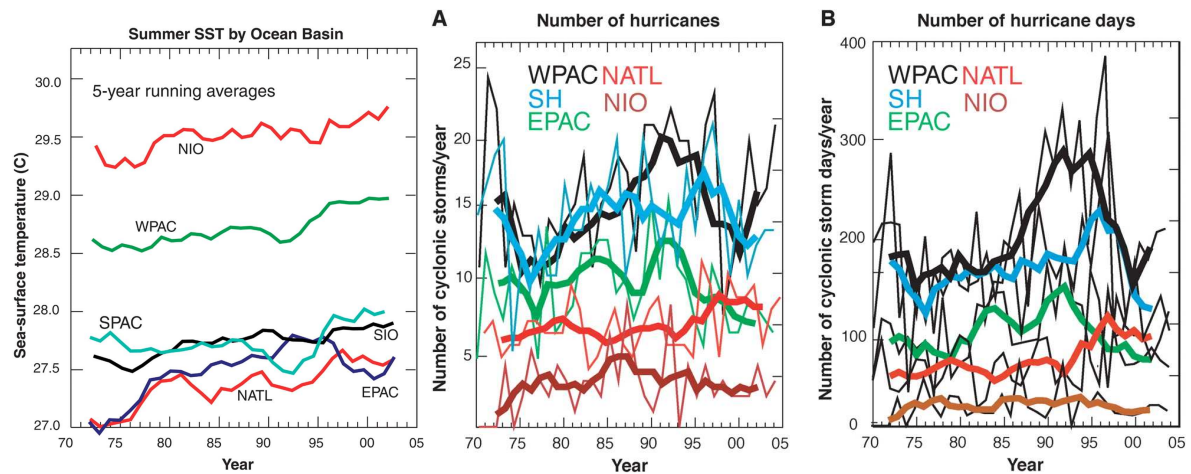 Summer SST by Ocean Basin
5-year running averages
Sea-surface temperature (C)
30.0
29.5
29.0
28.5
28.0
27.5
27.0
NIO
WPAC
SPAC
SIO
NATL
EPAC
70 75 80 85 90 95 00 05
Year
A
Number of hurricanes
Number of cyclonic storms/year
25
20
15
10
5
WPAC NATL
SH NIO
EPAC
70 75 80 85 90 95 00
Year
B
Number of hurricane days
Number of cyclonic storm days/year
400
300
200
100
0
WPAC NATL
SH NIO
EPAC
70 75 80 85 90 95 00 05
Year